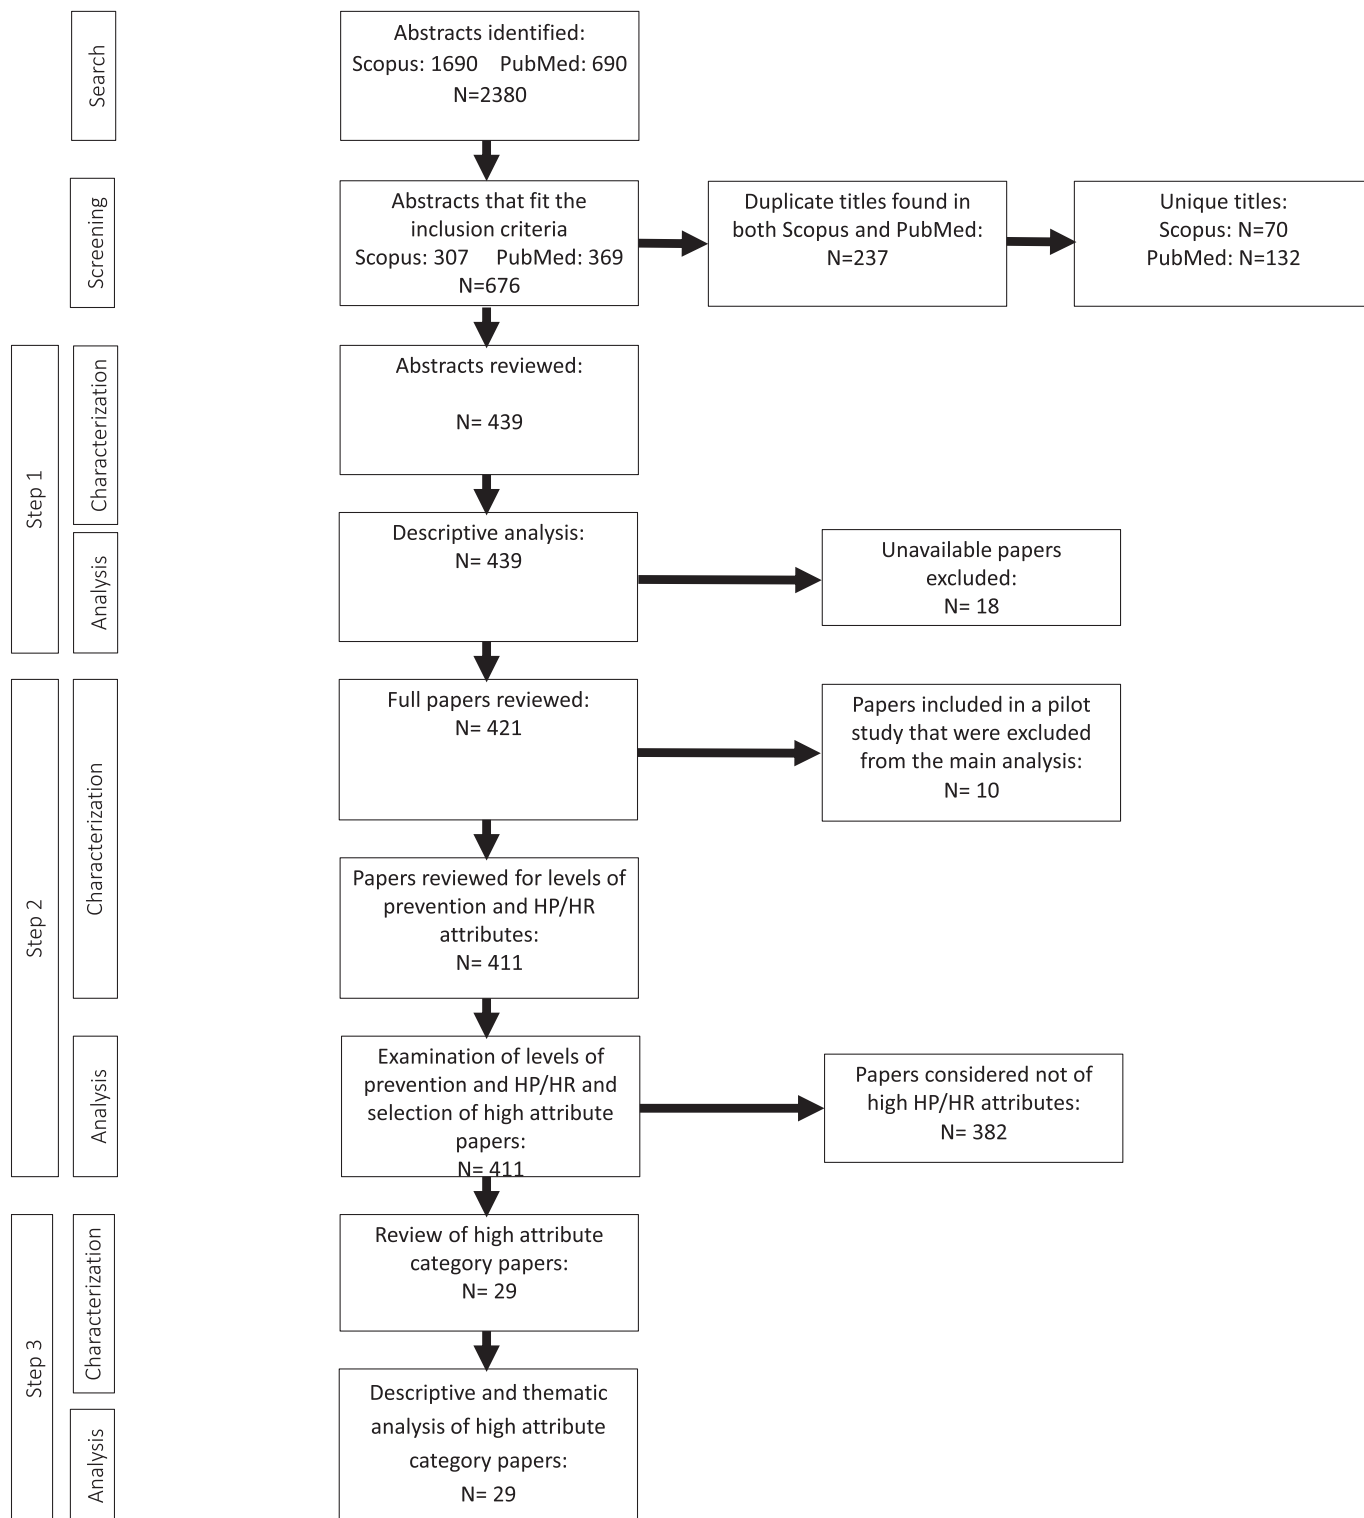 Search
Abstracts identified:
Scopus: 1690 PubMed: 690
N=2380
Screening
Abstracts that fit the
inclusion criteria
Scopus: 307 PubMed: 369
N=676
Duplicate titles found in
both Scopus and PubMed:
N=237
Unique titles:
Scopus: N=70
PubMed: N=132
Step 1
Characterization
Abstracts reviewed:
N= 439
Analysis
Descriptive analysis:
N= 439
Unavailable papers
excluded:
N= 18
Step 2
Characterization
Full papers reviewed:
N= 421
Papers included in a pilot
study that were excluded
from the main analysis:
N= 10
Papers reviewed for levels of
prevention and HP/HR
attributes:
N= 411
Analysis
Examination of levels of
prevention and HP/HR and
selection of high attribute
papers:
N= 411
Papers considered not of
high HP/HR attributes:
N= 382
Step 3
Characterization
Review of high attribute
category papers:
N= 29
Analysis
Descriptive and thematic
analysis of high attribute
category papers:
N= 29